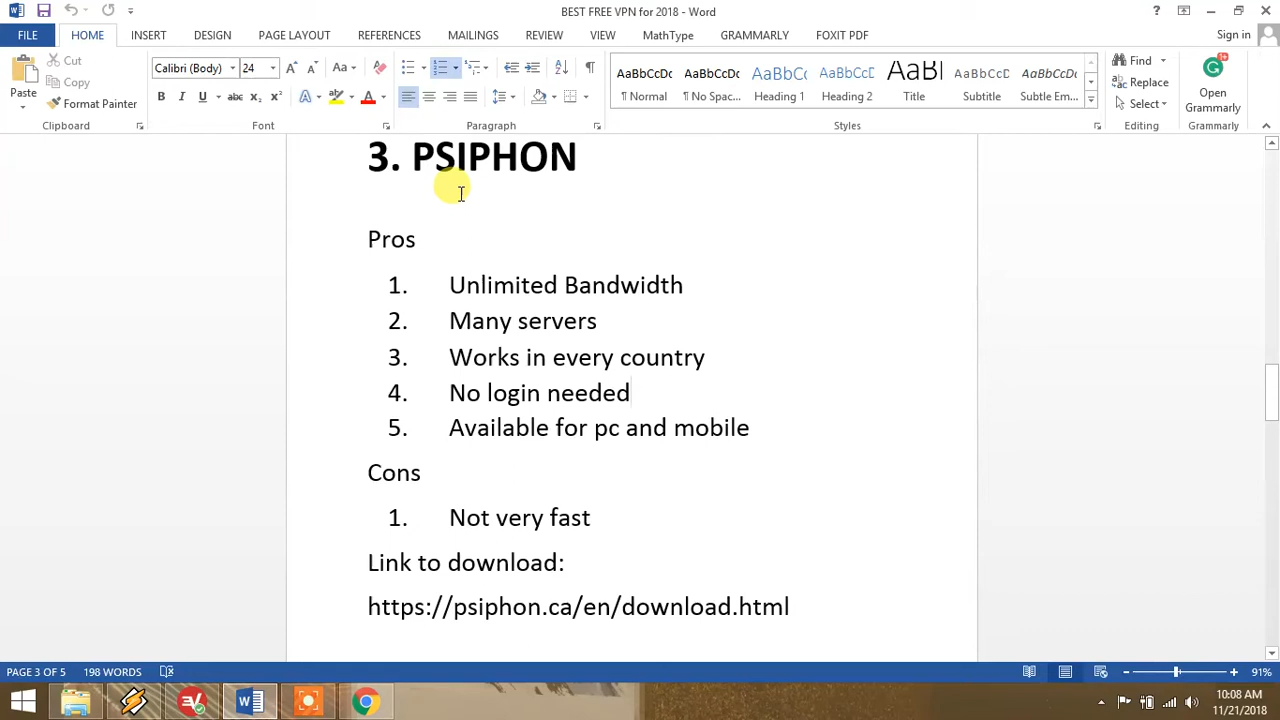 BEST FREE VPN for 2018 - Word
FILE HOME INSERT DESIGN PAGE LAYOUT REFERENCES MAILINGS REVIEW VIEW MathType GRAMMARLY FOXIT PDF Sign in
Paste
Cut
Copy
Format Painter
Clipboard
Calibri (Body) 24
Font
Paragraph
AaBbCcDc AaBbCcDc AaBbCc AaBbCcD AaBl AaBbCcD AaBbCcDc
¶ Normal ¶ No Spac... Heading 1 Heading 2 Title Subtitle Subtle Em...
Styles
Find
Replace
Select
Editing
Open
Grammarly
Grammarly
3. PSIPHON
Pros
1. Unlimited Bandwidth
2. Many servers
3. Works in every country
4. No login needed
5. Available for pc and mobile
Cons
1. Not very fast
Link to download:
https://psiphon.ca/en/download.html
PAGE 3 OF 5 198 WORDS 91%
10:08 AM
11/21/2018